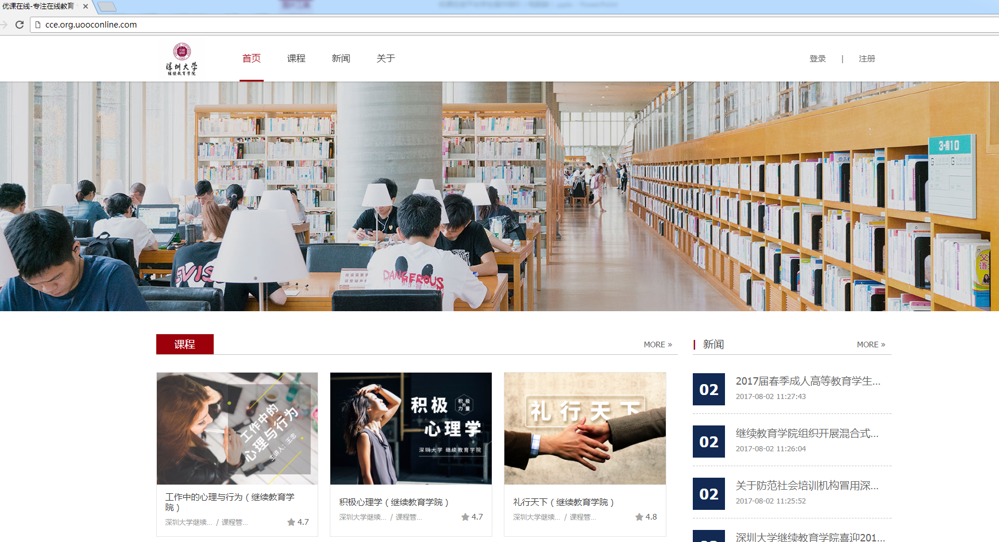 优课在线-专注在线教育
cce.org.uooconline.com
深圳大学
继续教育学院
首页
课程
新闻
关于
登录 | 注册
3-南10
DANGEROUS
课程
MORE »
工作中的
心理与行为
主讲人：王忠
工作中的心理与行为（继续教育学
院）
深圳大学继续... / 课程管...
4.7
积极
积极
的
力量
心理学
深圳大学 继续教育学院
积极心理学（继续教育学院）
深圳大学继续... / 课程管...
4.7
礼行天下
礼行天下（继续教育学院）
深圳大学继续... / 课程管...
4.8
新闻
MORE »
02
2017届春季成人高等教育学生...
2017-08-02 11:27:43
02
继续教育学院组织开展混合式...
2017-08-02 11:26:04
02
关于防范社会培训机构冒用深...
2017-08-02 11:25:52
深圳大学继续教育学院喜迎201...